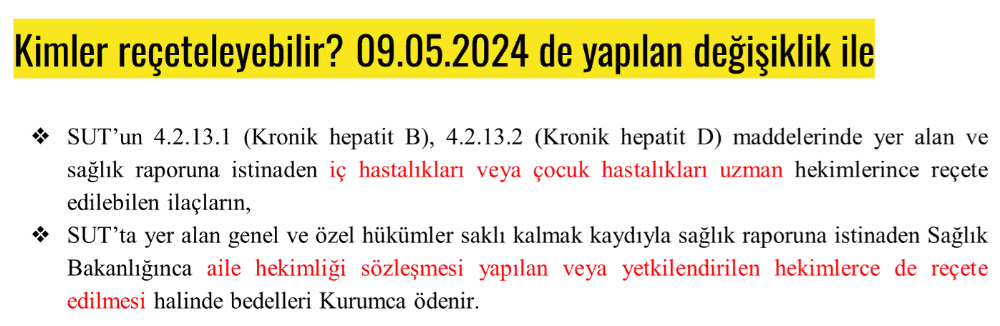 Kimler reçeteleyebilir? 09.05.2024 de yapılan değişiklik ile
❖ SUT’un 4.2.13.1 (Kronik hepatit B), 4.2.13.2 (Kronik hepatit D) maddelerinde yer alan ve
sağlık raporuna istinaden iç hastalıkları veya çocuk hastalıkları uzman hekimlerince reçete
edilebilen ilaçların,
❖ SUT’ta yer alan genel ve özel hükümler saklı kalmak kaydıyla sağlık raporuna istinaden Sağlık
Bakanlığınca aile hekimliği sözleşmesi yapılan veya yetkilendirilen hekimlerce de reçete
edilmesi halinde bedelleri Kurumca ödenir.